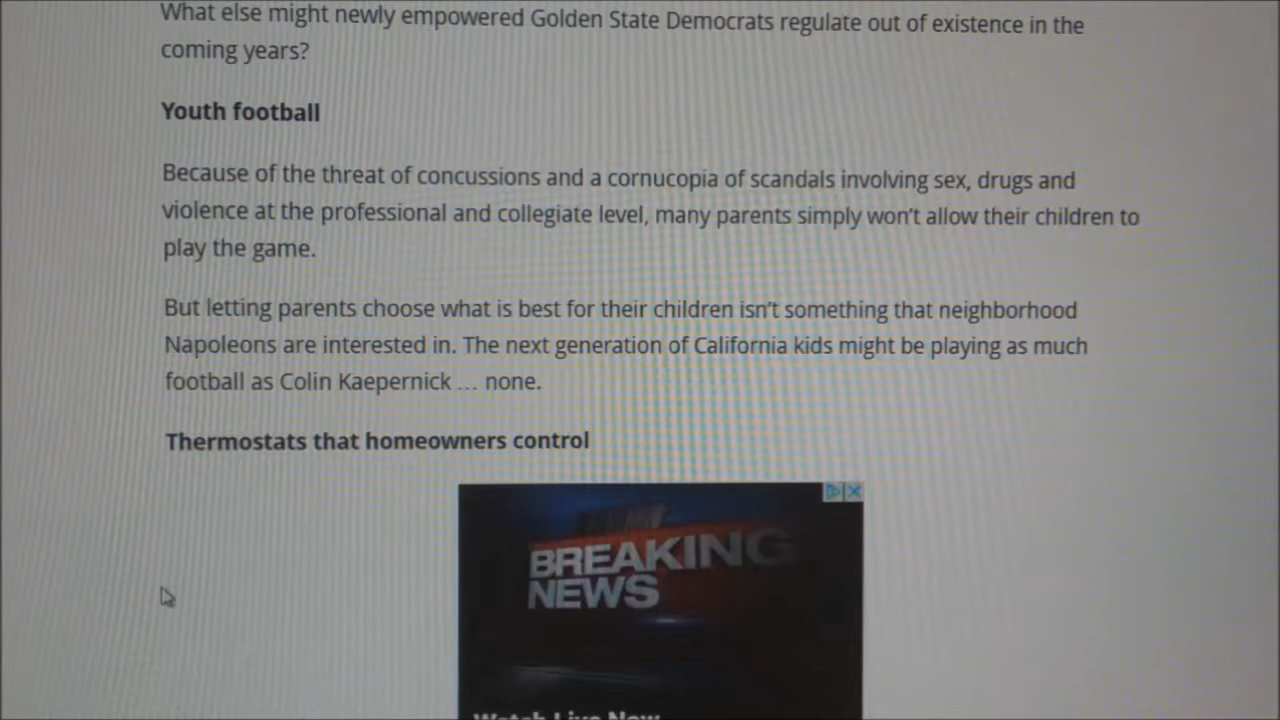 What else might newly empowered Golden State Democrats regulate out of existence in the
coming years?
Youth football
Because of the threat of concussions and a cornucopia of scandals involving sex, drugs and
violence at the professional and collegiate level, many parents simply won't allow their children to
play the game.
But letting parents choose what is best for their children isn't something that neighborhood
Napoleons are interested in. The next generation of California kids might be playing as much
football as Colin Kaepernick … none.
Thermostats that homeowners control
BREAKING
NEWS
Watch Live Now